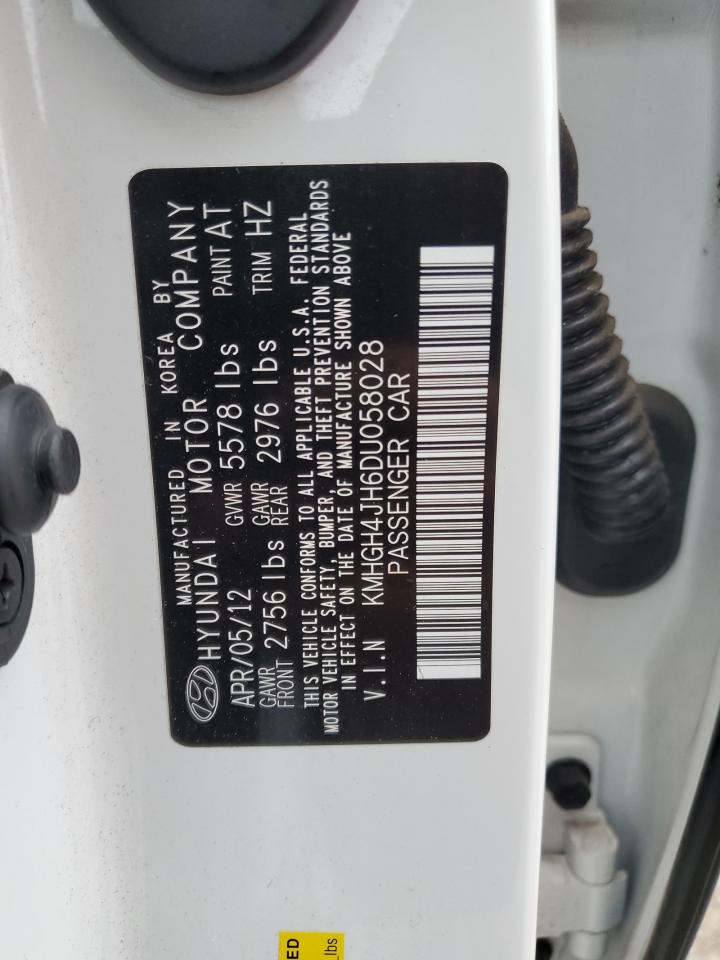 MANUFACTURED IN KOREA BY
HYUNDAI MOTOR COMPANY
APR/05/12 GVWR 5578 lbs PAINT AT
GAWR FRONT 2756 lbs GAWR REAR 2976 lbs TRIM HZ
THIS VEHICLE CONFORMS TO ALL APPLICABLE U.S.A. FEDERAL
MOTOR VEHICLE SAFETY, BUMPER, AND THEFT PREVENTION STANDARDS
IN EFFECT ON THE DATE OF MANUFACTURE SHOWN ABOVE
V.I.N KMHGH4JH6DU058028
PASSENGER CAR
ED
lbs